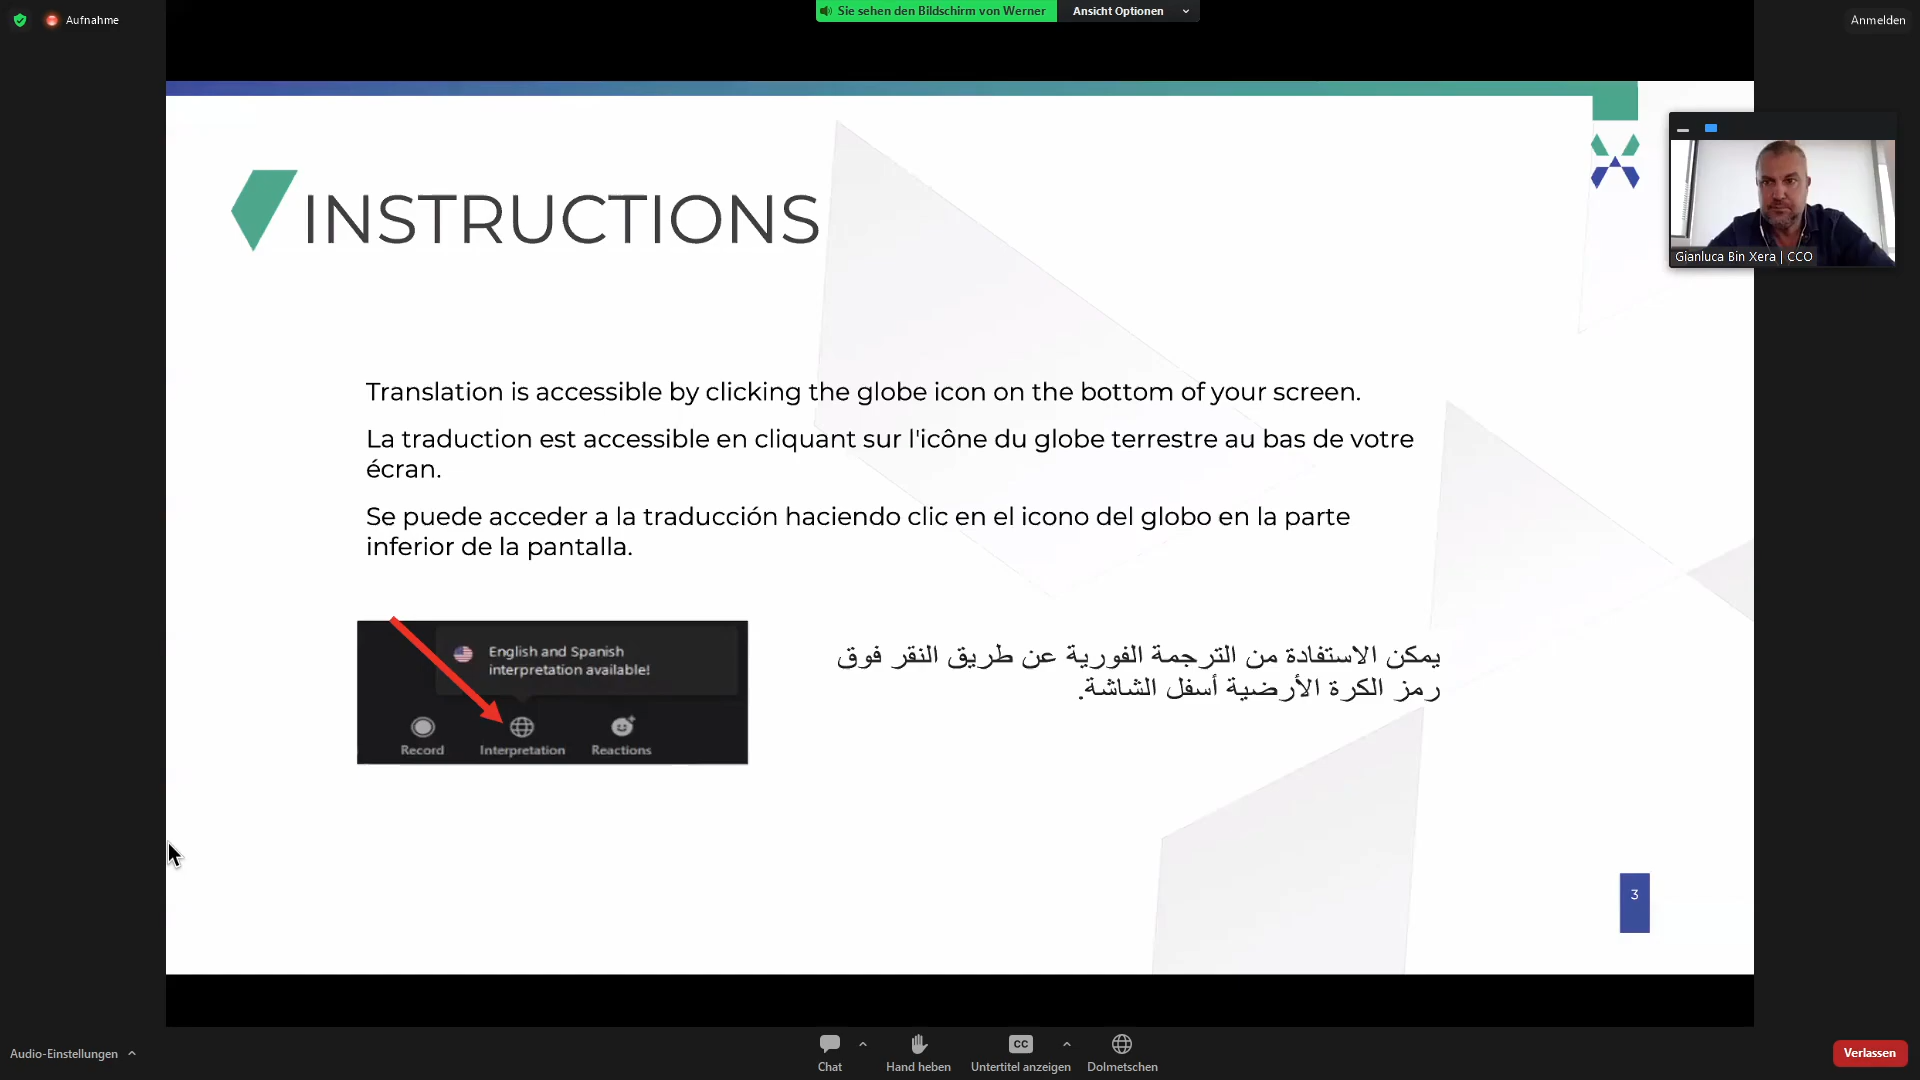 Aufnahme
Sie sehen den Bildschirm von Werner
Ansicht Optionen
Anmelden
INSTRUCTIONS
Gianluca Bin Xera | CCO
Translation is accessible by clicking the globe icon on the bottom of your screen.
La traduction est accessible en cliquant sur l'icône du globe terrestre au bas de votre
écran.
Se puede acceder a la traducción haciendo clic en el icono del globo en la parte
inferior de la pantalla.
English and Spanish
interpretation available!
Record
Interpretation
Reactions
يمكن الاستفادة من الترجمة الفورية عن طريق النقر فوق
رمز الكرة الأرضية أسفل الشاشة.
3
Audio-Einstellungen
Chat
Hand heben
CC
Untertitel anzeigen
Dolmetschen
Verlassen